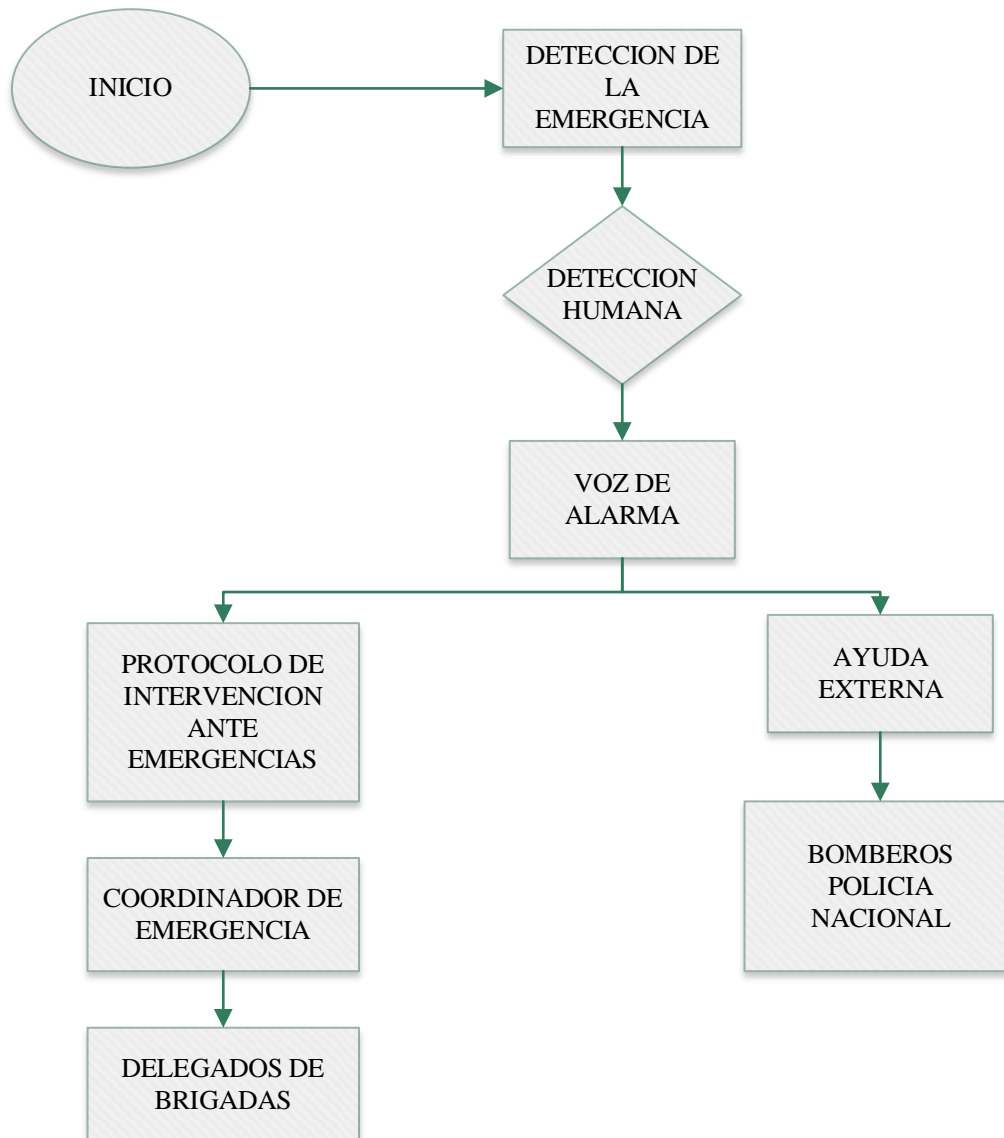 INICIO
DETECCION DE
LA
EMERGENCIA
DETECCION
HUMANA
VOZ DE
ALARMA
PROTOCOLO DE
INTERVENCION
ANTE
EMERGENCIAS
AYUDA
EXTERNA
COORDINADOR DE
EMERGENCIA
BOMBEROS
POLICIA
NACIONAL
DELEGADOS DE
BRIGADAS